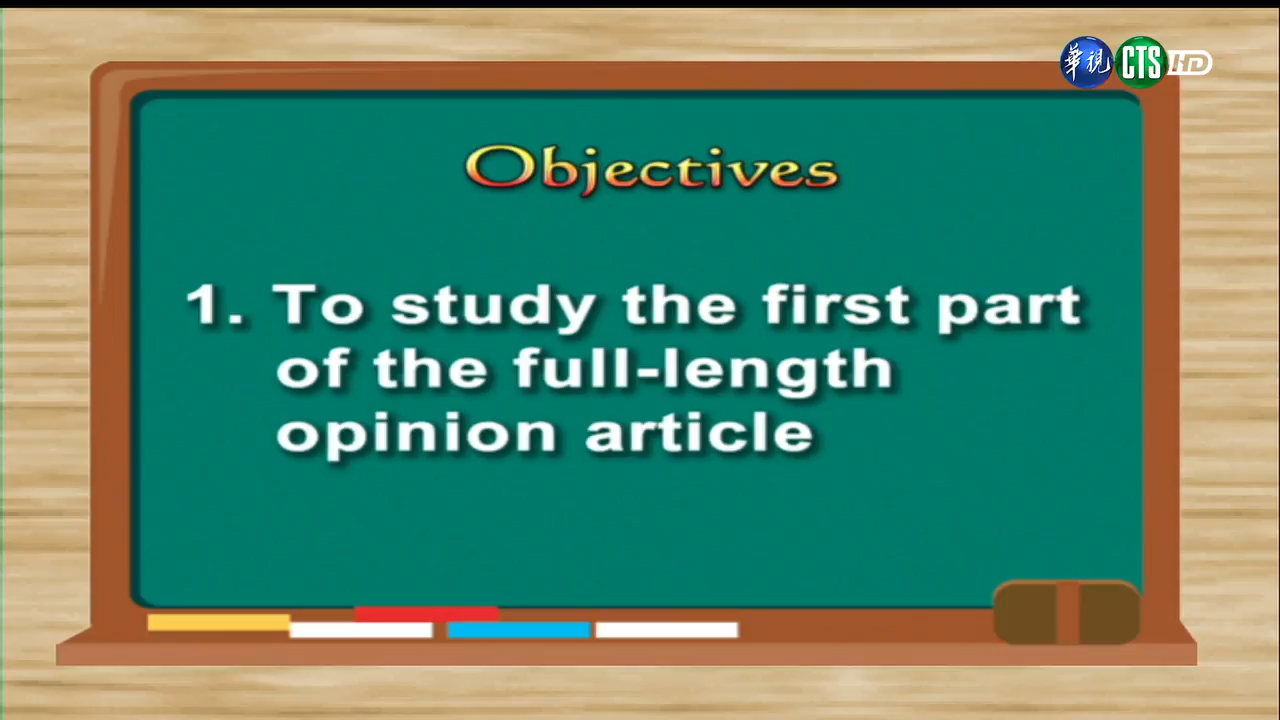 華視 CTS HD
Objectives
1. To study the first part
of the full-length
opinion article